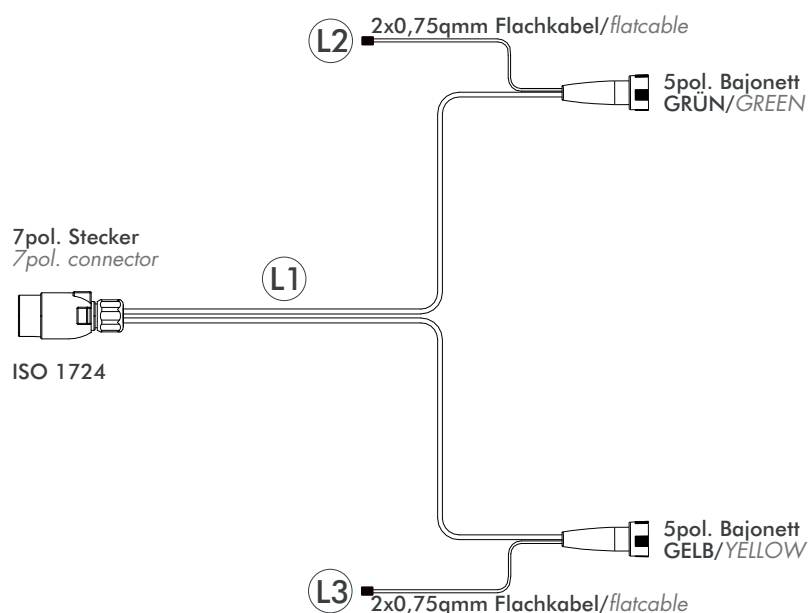 L2
2x0,75qmm Flachkabel/flatcable
5pol. Bajonett
GRÜN/GREEN
7pol. Stecker
7pol. connector
L1
ISO 1724
5pol. Bajonett
GELB/YELLOW
L3
2x0,75qmm Flachkabel/flatcable